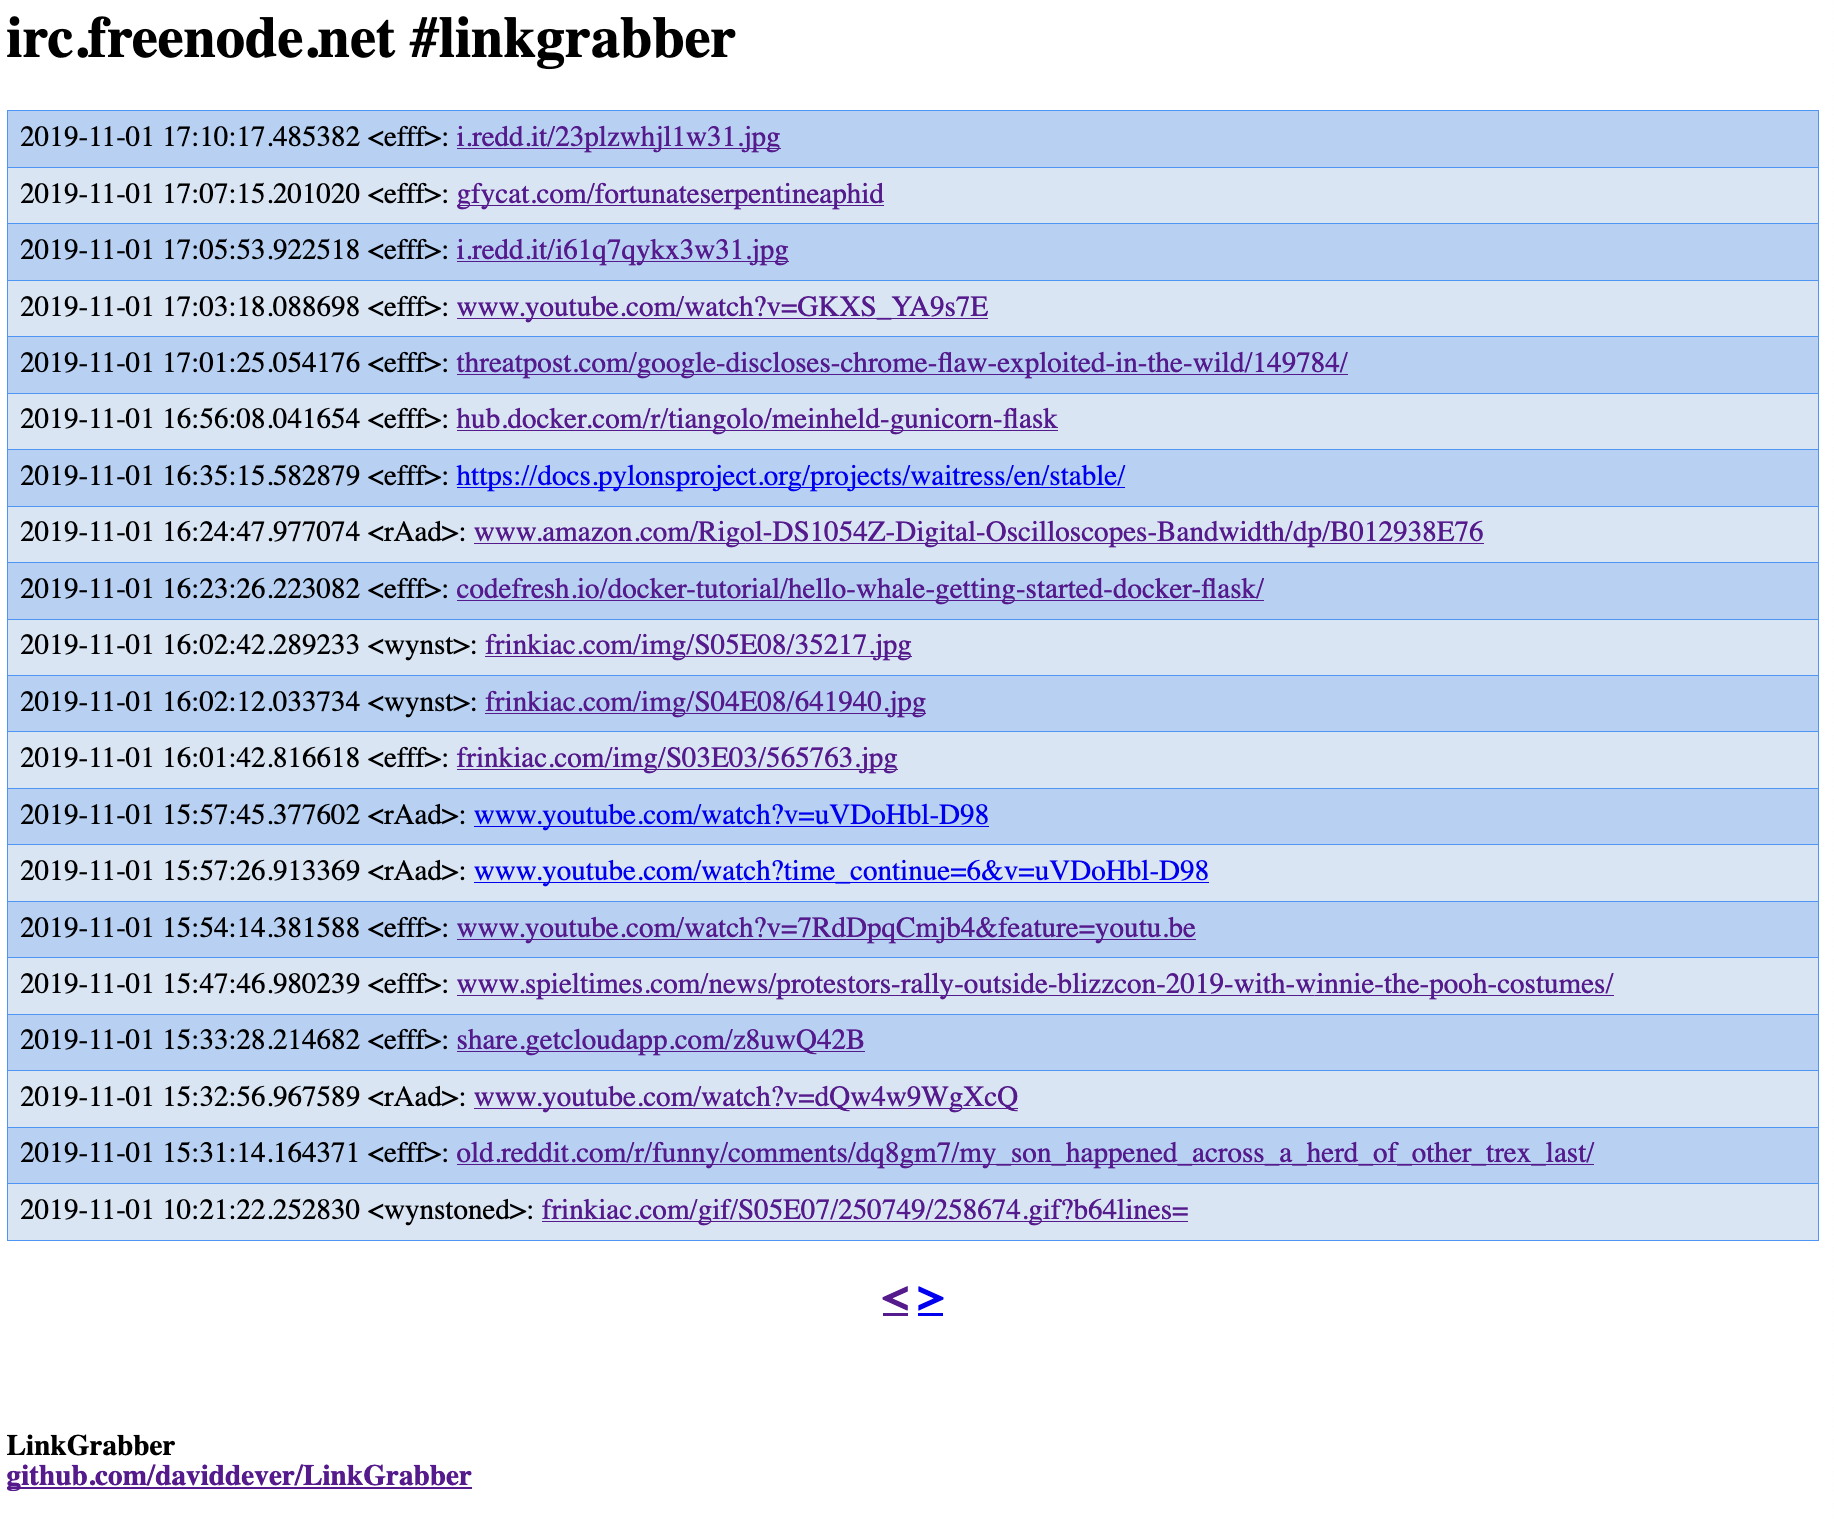 irc.freenode.net #linkgrabber
2019-11-01 17:10:17.485382 <efff>: i.redd.it/23plzwhjl1w31.jpg
2019-11-01 17:07:15.201020 <efff>: gfycat.com/fortunateserpentineaphid
2019-11-01 17:05:53.922518 <efff>: i.redd.it/i61q7qykx3w31.jpg
2019-11-01 17:03:18.088698 <efff>: www.youtube.com/watch?v=GKXS_YA9s7E
2019-11-01 17:01:25.054176 <efff>: threatpost.com/google-discloses-chrome-flaw-exploited-in-the-wild/149784/
2019-11-01 16:56:08.041654 <efff>: hub.docker.com/r/tiangolo/meinheld-gunicorn-flask
2019-11-01 16:35:15.582879 <efff>: https://docs.pylonsproject.org/projects/waitress/en/stable/
2019-11-01 16:24:47.977074 <rAad>: www.amazon.com/Rigol-DS1054Z-Digital-Oscilloscopes-Bandwidth/dp/B012938E76
2019-11-01 16:23:26.223082 <efff>: codefresh.io/docker-tutorial/hello-whale-getting-started-docker-flask/
2019-11-01 16:02:42.289233 <wynst>: frinkiac.com/img/S05E08/35217.jpg
2019-11-01 16:02:12.033734 <wynst>: frinkiac.com/img/S04E08/641940.jpg
2019-11-01 16:01:42.816618 <efff>: frinkiac.com/img/S03E03/565763.jpg
2019-11-01 15:57:45.377602 <rAad>: www.youtube.com/watch?v=uVDoHbl-D98
2019-11-01 15:57:26.913369 <rAad>: www.youtube.com/watch?time_continue=6&v=uVDoHbl-D98
2019-11-01 15:54:14.381588 <efff>: www.youtube.com/watch?v=7RdDpqCmjb4&feature=youtu.be
2019-11-01 15:47:46.980239 <efff>: www.spieltimes.com/news/protestors-rally-outside-blizzcon-2019-with-winnie-the-pooh-costumes/
2019-11-01 15:33:28.214682 <efff>: share.getcloudapp.com/z8uwQ42B
2019-11-01 15:32:56.967589 <rAad>: www.youtube.com/watch?v=dQw4w9WgXcQ
2019-11-01 15:31:14.164371 <efff>: old.reddit.com/r/funny/comments/dq8gm7/my_son_happened_across_a_herd_of_other_trex_last/
2019-11-01 10:21:22.252830 <wynstoned>: frinkiac.com/gif/S05E07/250749/258674.gif?b64lines=
< >
LinkGrabber
github.com/daviddever/LinkGrabber